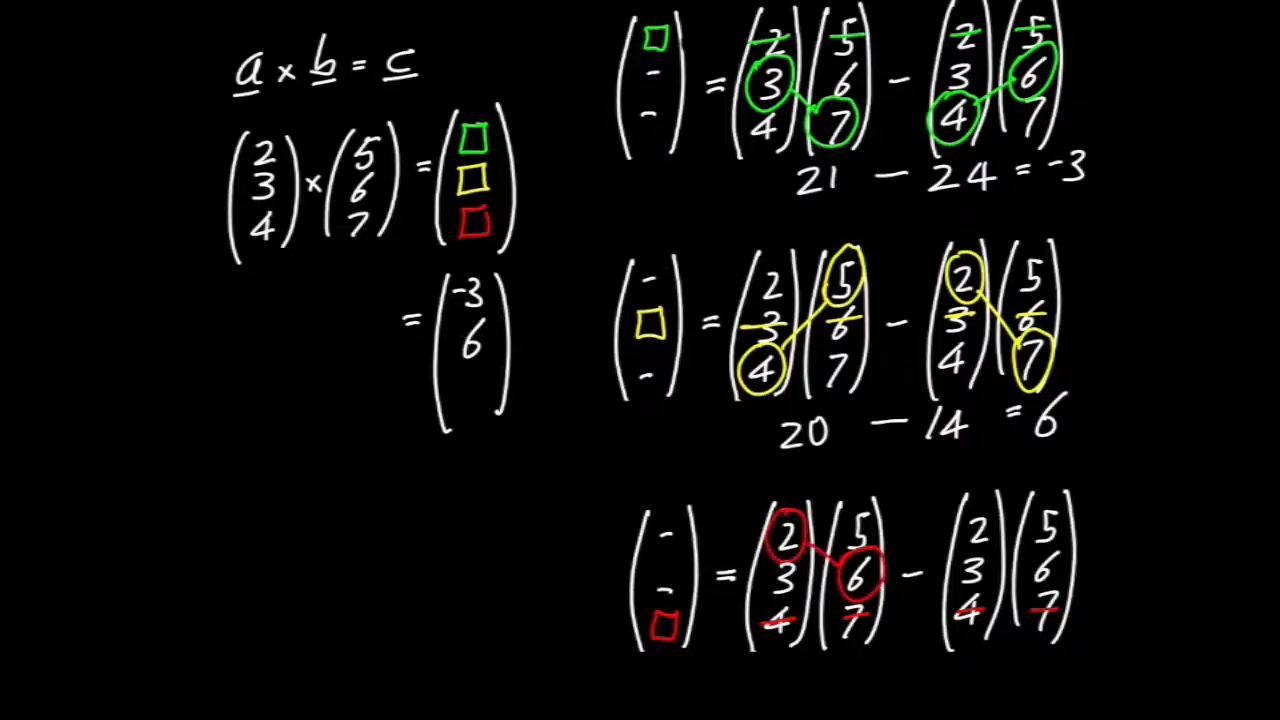 a × b = c
(2 3 4) × (5 6 7) = (□ □ □)
= (-3 6)
(□ - -) = (2 3 4)(5 6 7) − (2 3 4)(5 6 7)
21 − 24 = -3
(- □ -) = (2 3 4)(5 6 7) − (2 3 4)(5 6 7)
20 − 14 = 6
(- - □) = (2 3 4)(5 6 7) − (2 3 4)(5 6 7)